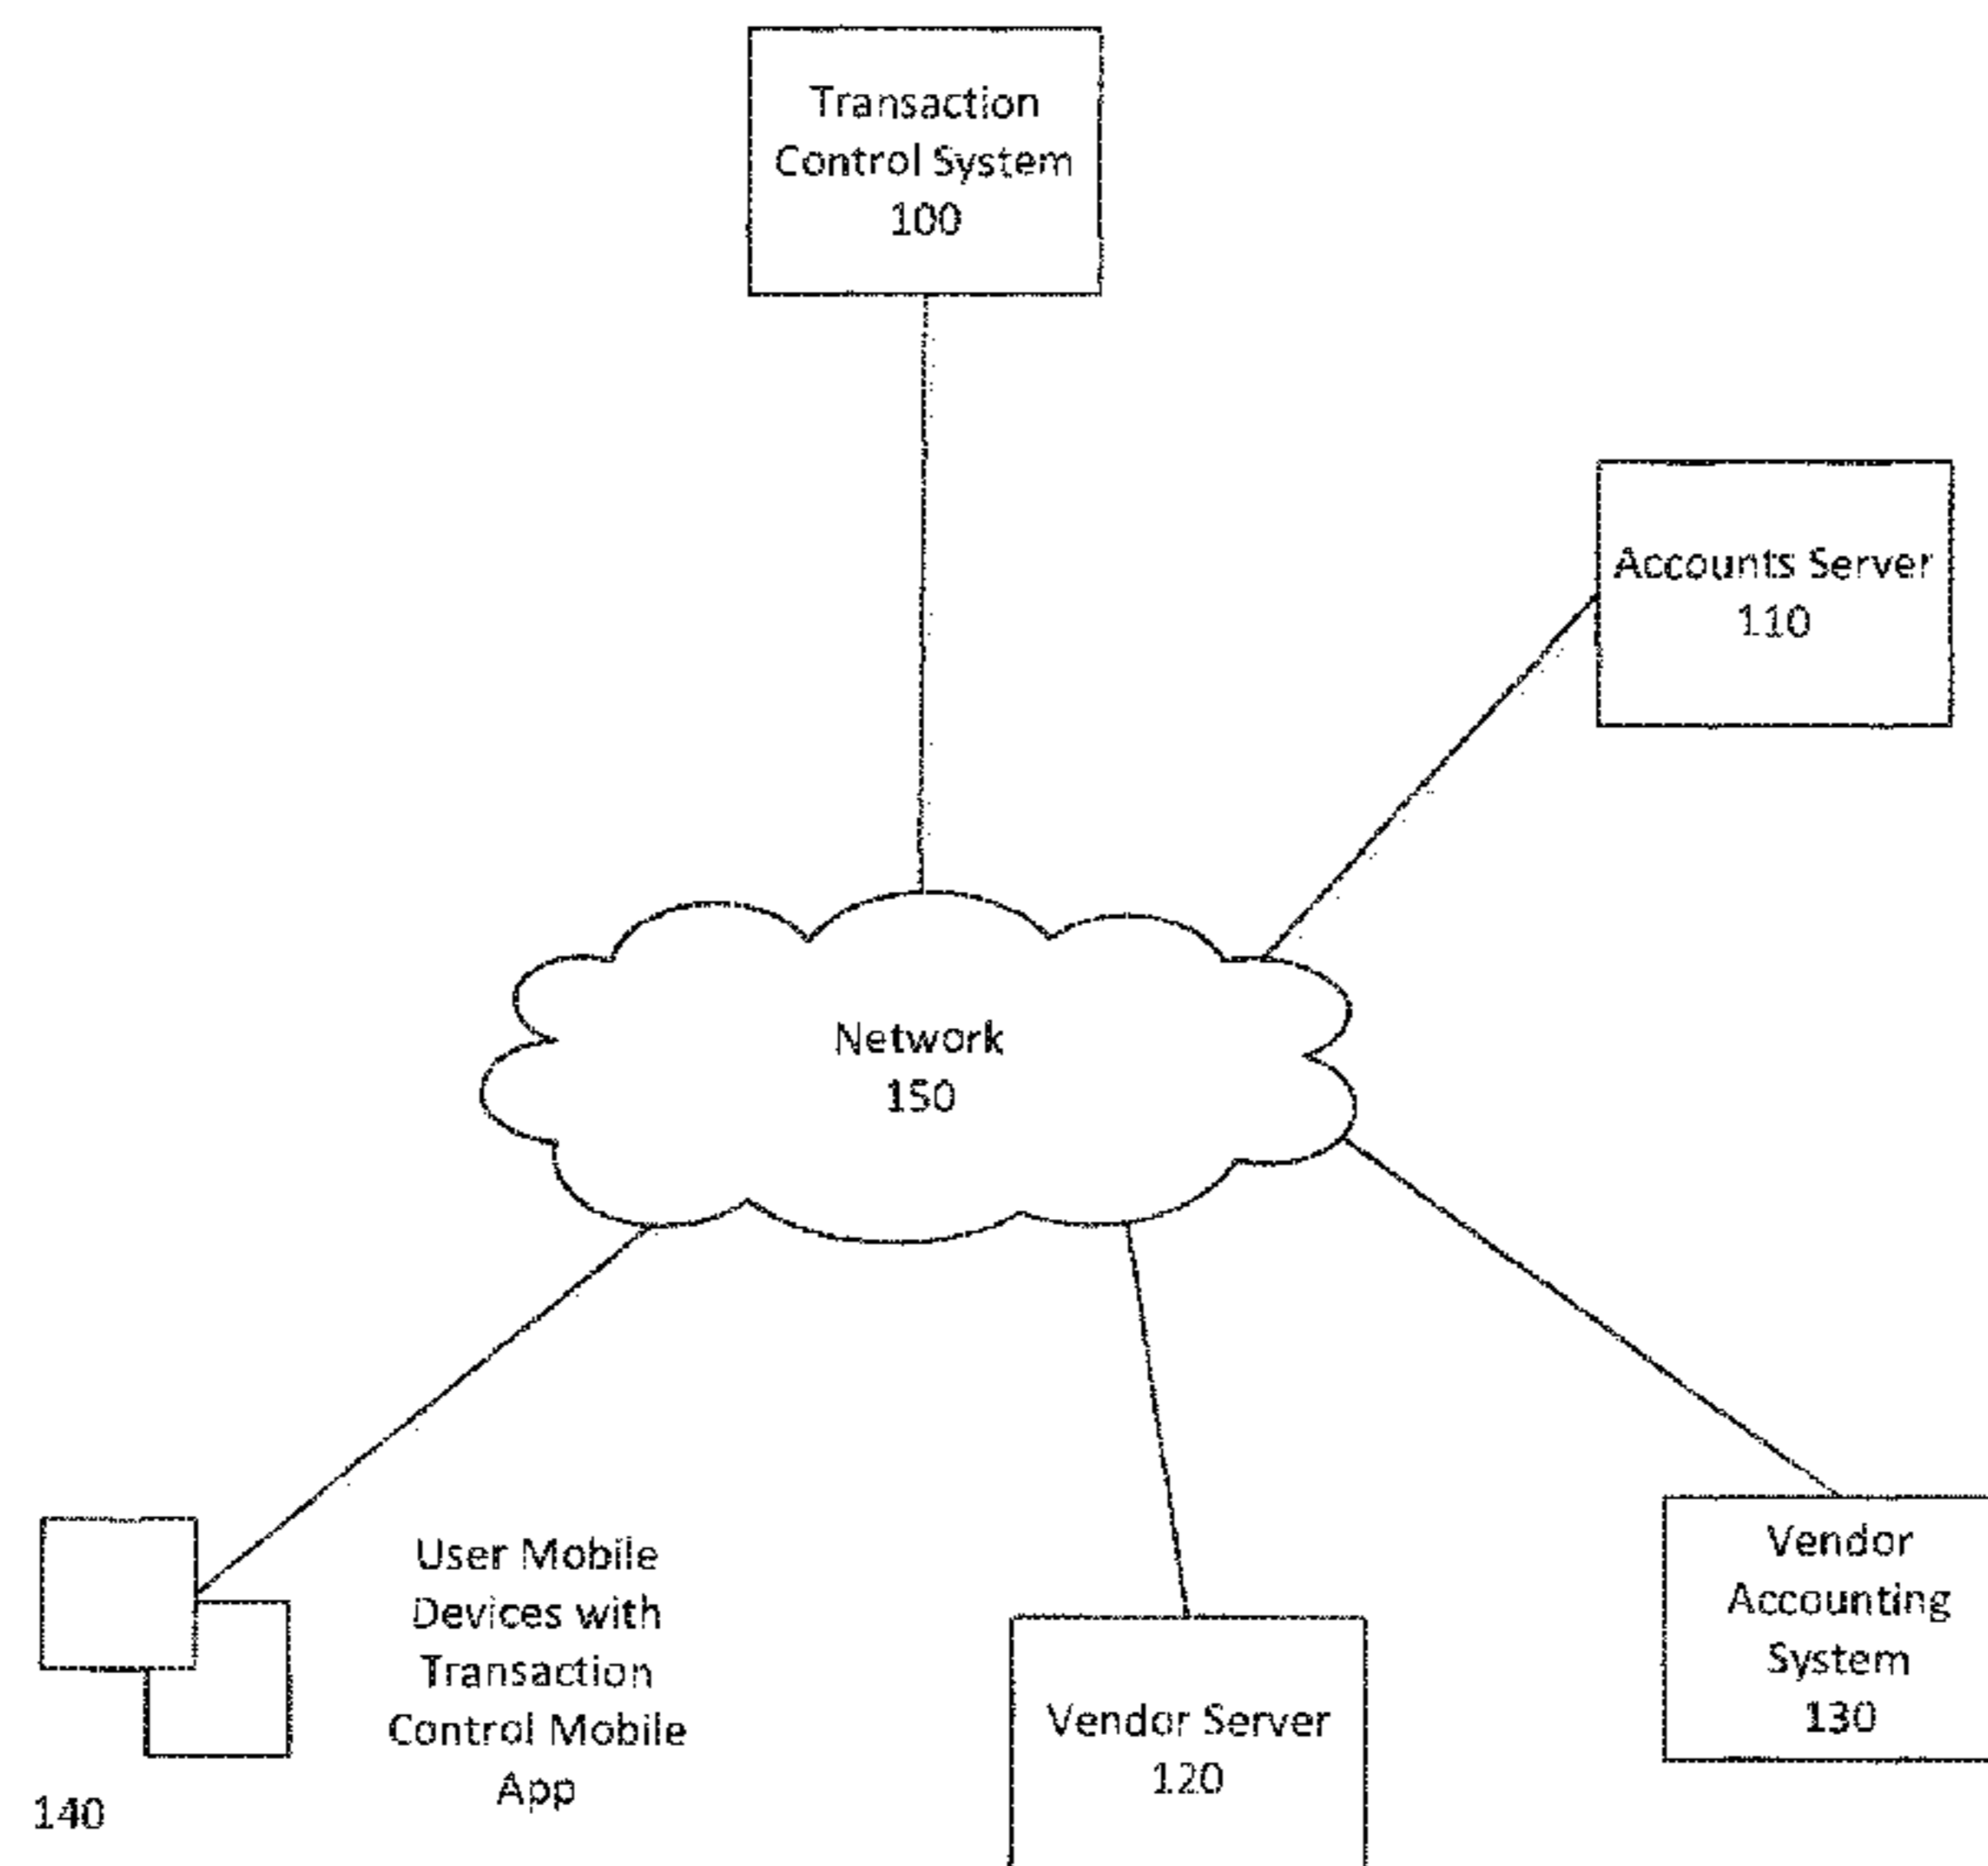 Transaction
Control System
100
Accounts Server
110
Network
150
User Mobile
Devices with
Transaction
Control Mobile
App
140
Vendor Server
120
Vendor
Accounting
System
130